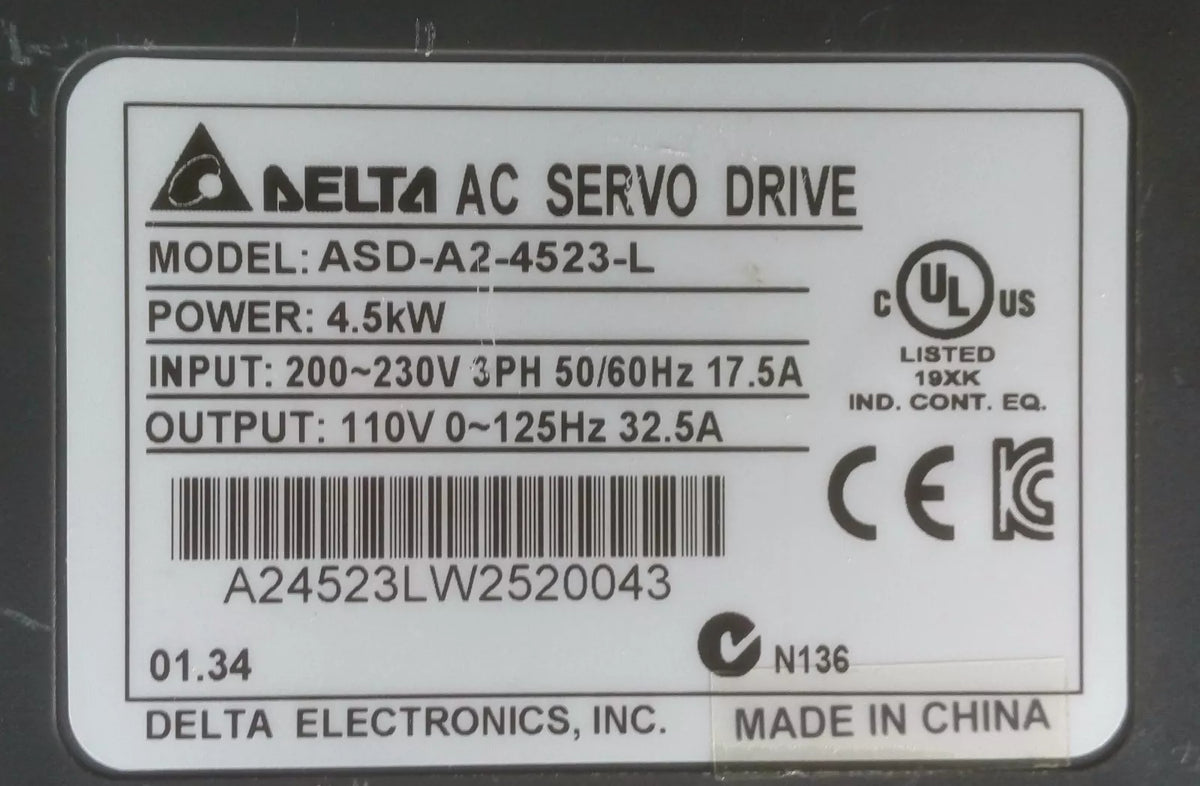 DELTA AC SERVO DRIVE
MODEL: ASD-A2-4523-L
POWER: 4.5kW
INPUT: 200~230V 3PH 50/60Hz 17.5A
OUTPUT: 110V 0~125Hz 32.5A
C UL US
LISTED
19XK
IND. CONT. EQ.
CE KC
A24523LW2520043
01.34
N136
DELTA ELECTRONICS, INC.
MADE IN CHINA